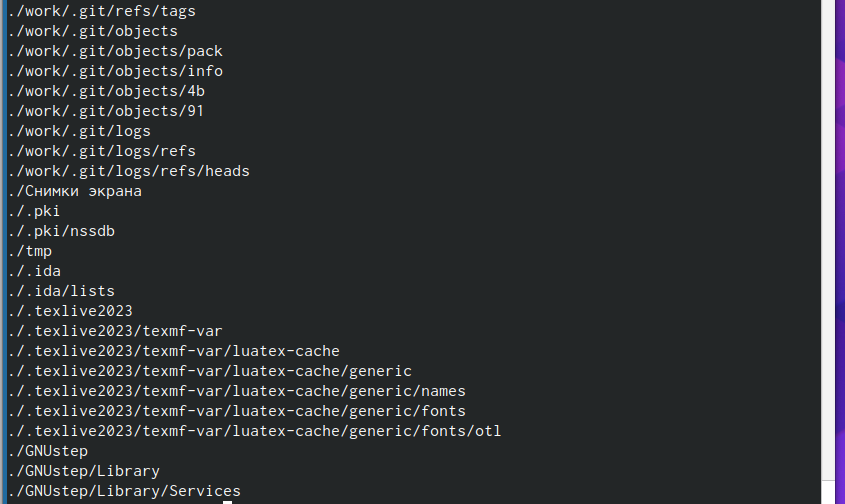 ./work/.git/refs/tags
./work/.git/objects
./work/.git/objects/pack
./work/.git/objects/info
./work/.git/objects/4b
./work/.git/objects/91
./work/.git/logs
./work/.git/logs/refs
./work/.git/logs/refs/heads
./Снимки экрана
./.pki
./.pki/nssdb
./tmp
./.ida
./.ida/lists
./.texlive2023
./.texlive2023/texmf-var
./.texlive2023/texmf-var/luatex-cache
./.texlive2023/texmf-var/luatex-cache/generic
./.texlive2023/texmf-var/luatex-cache/generic/names
./.texlive2023/texmf-var/luatex-cache/generic/fonts
./.texlive2023/texmf-var/luatex-cache/generic/fonts/otl
./GNUstep
./GNUstep/Library
./GNUstep/Library/Services